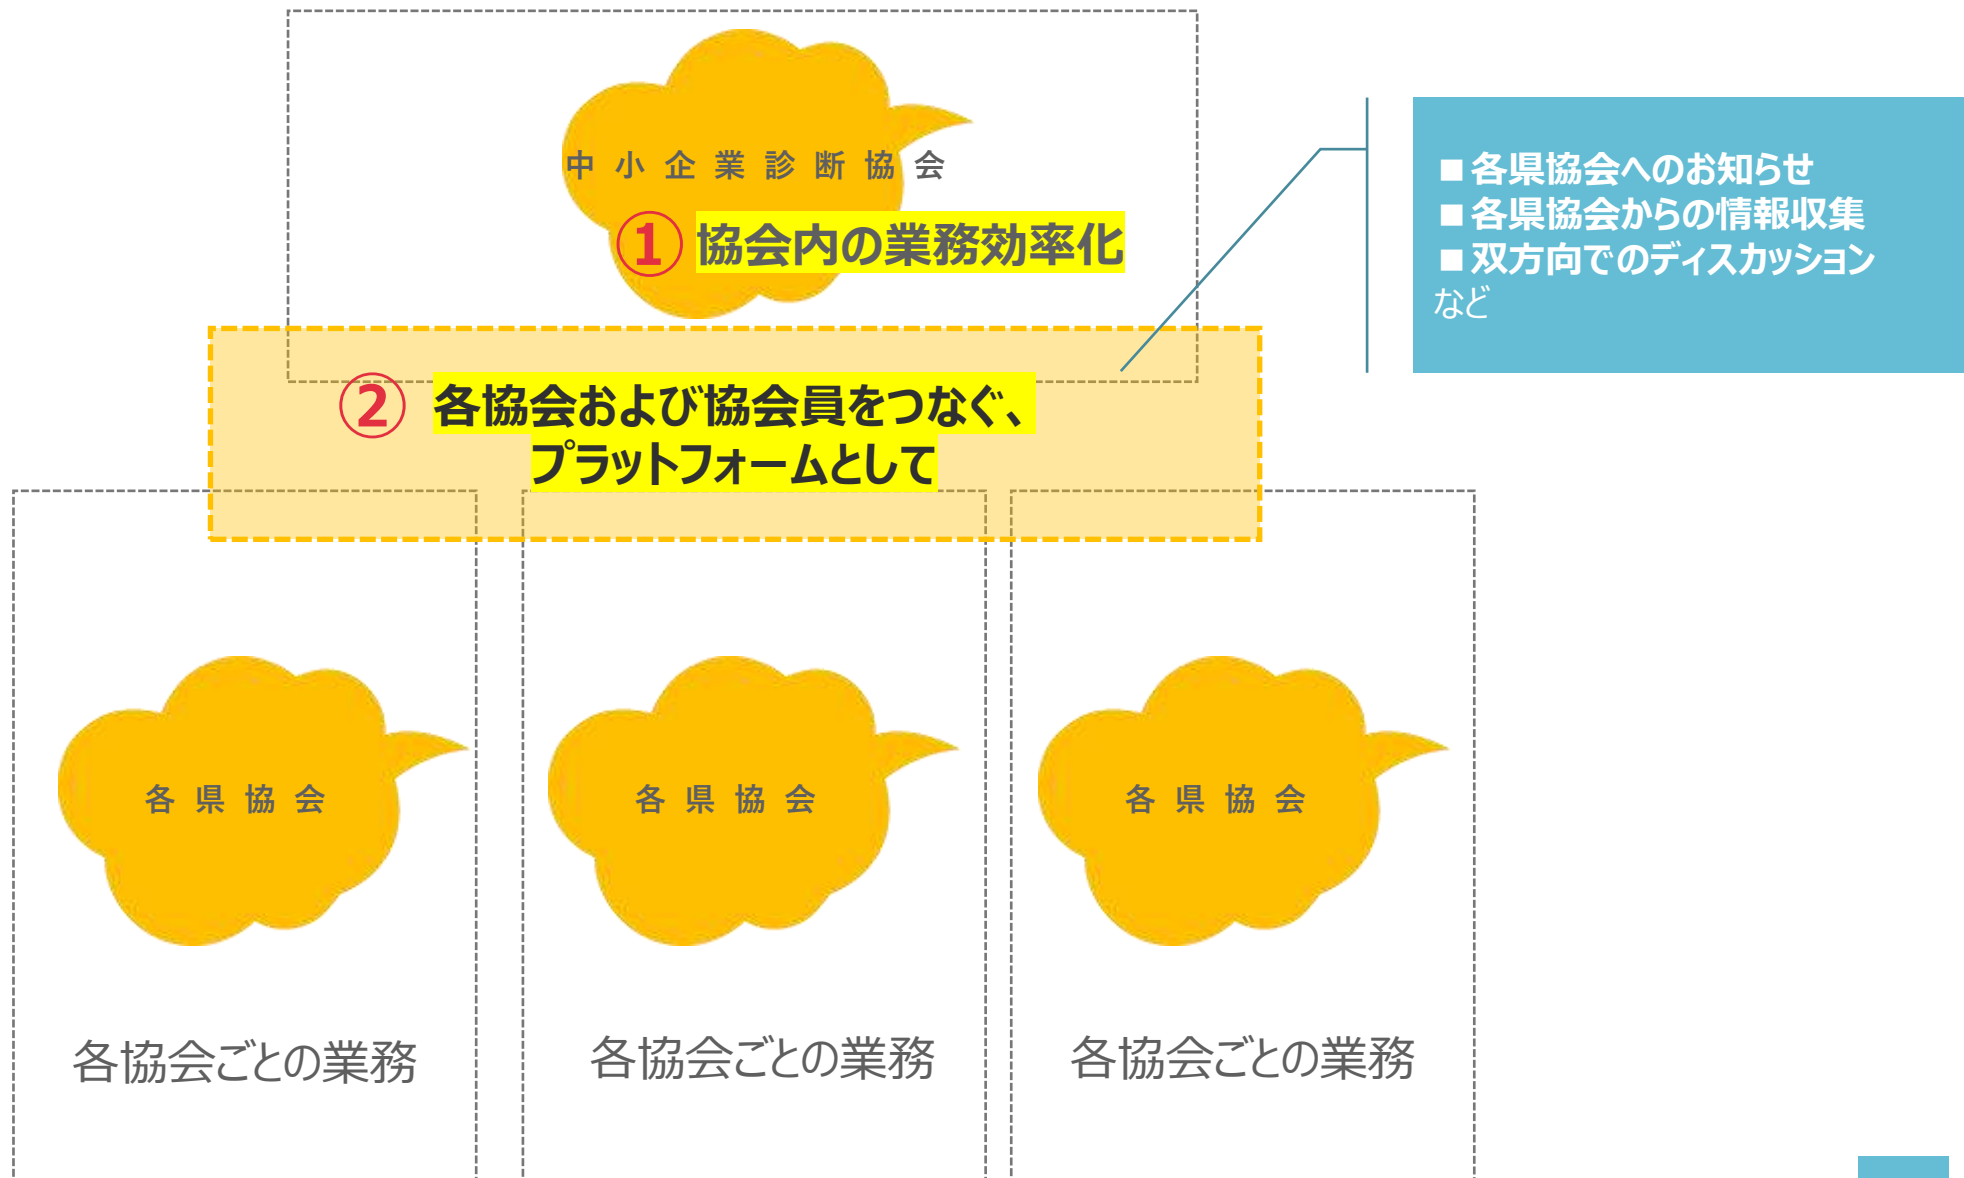 中小企業診断協会
① 協会内の業務効率化
■ 各県協会へのお知らせ
■ 各県協会からの情報収集
■ 双方向でのディスカッション
など
② 各協会および協会員をつなぐ、
プラットフォームとして
各県協会
各県協会
各県協会
各協会ごとの業務
各協会ごとの業務
各協会ごとの業務